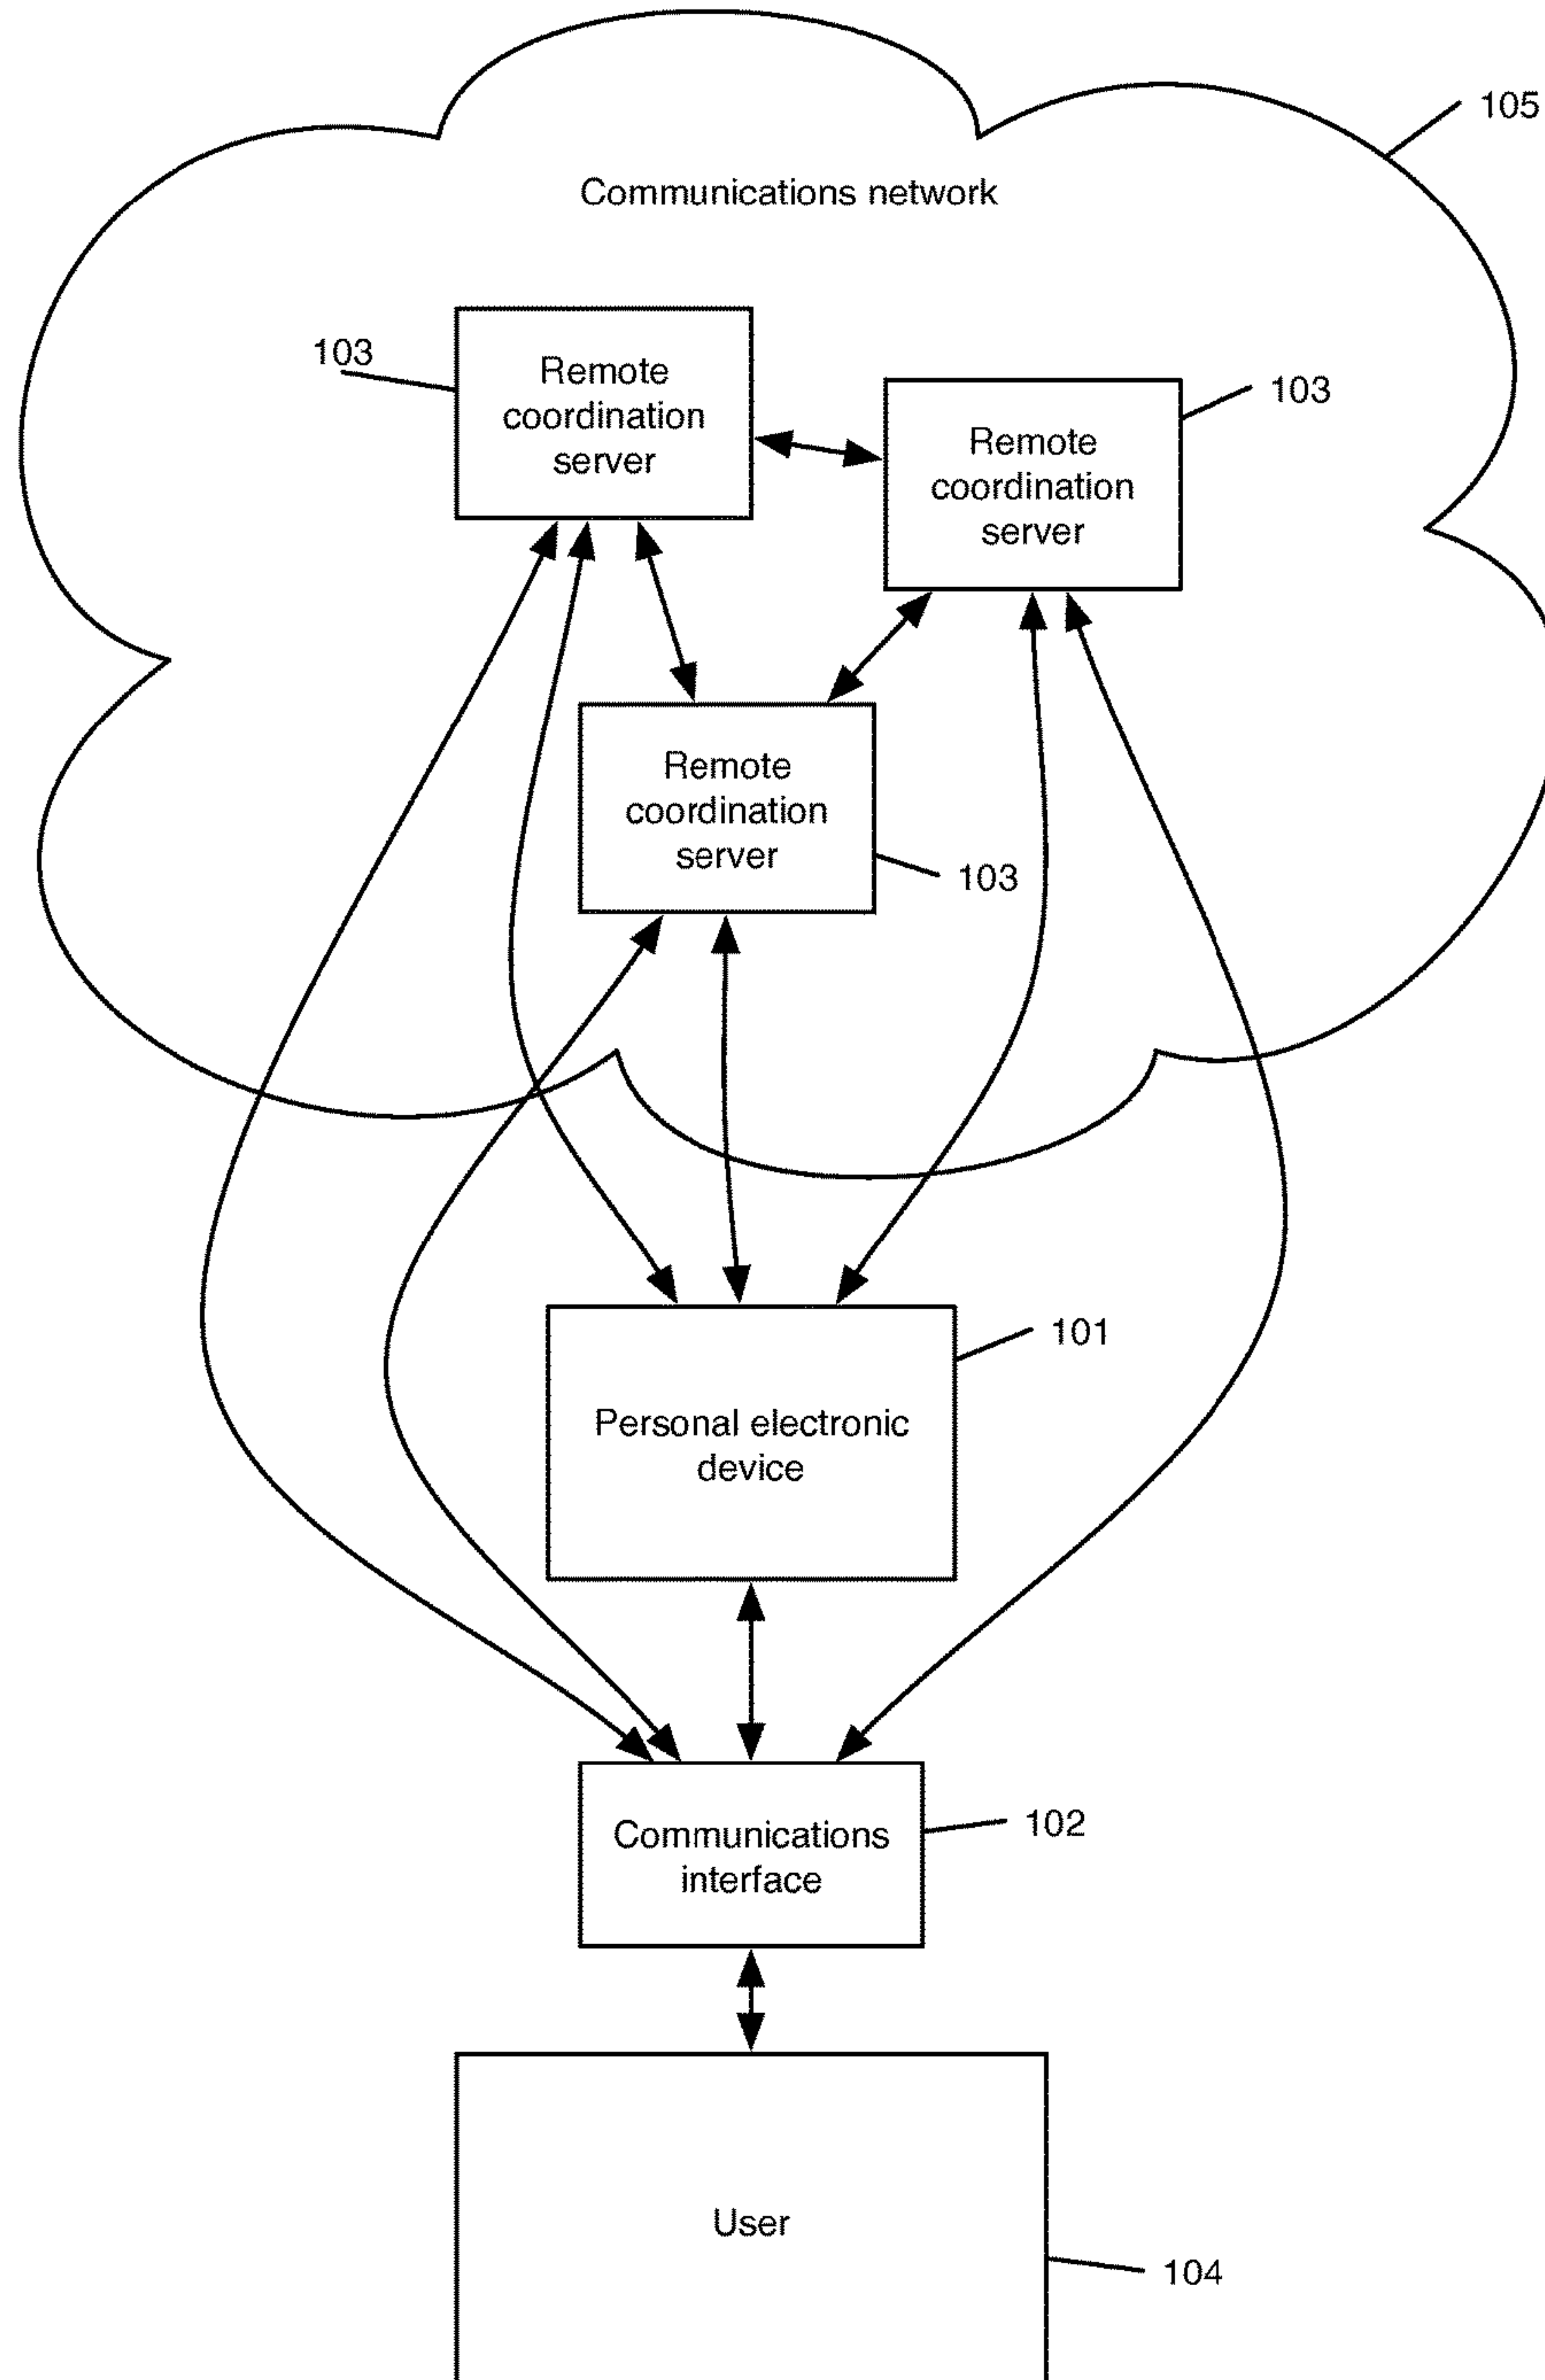 105
Communications network
103
Remote
coordination
server
103
Remote
coordination
server
Remote
coordination
server
103
101
Personal electronic
device
102
Communications
interface
User
104